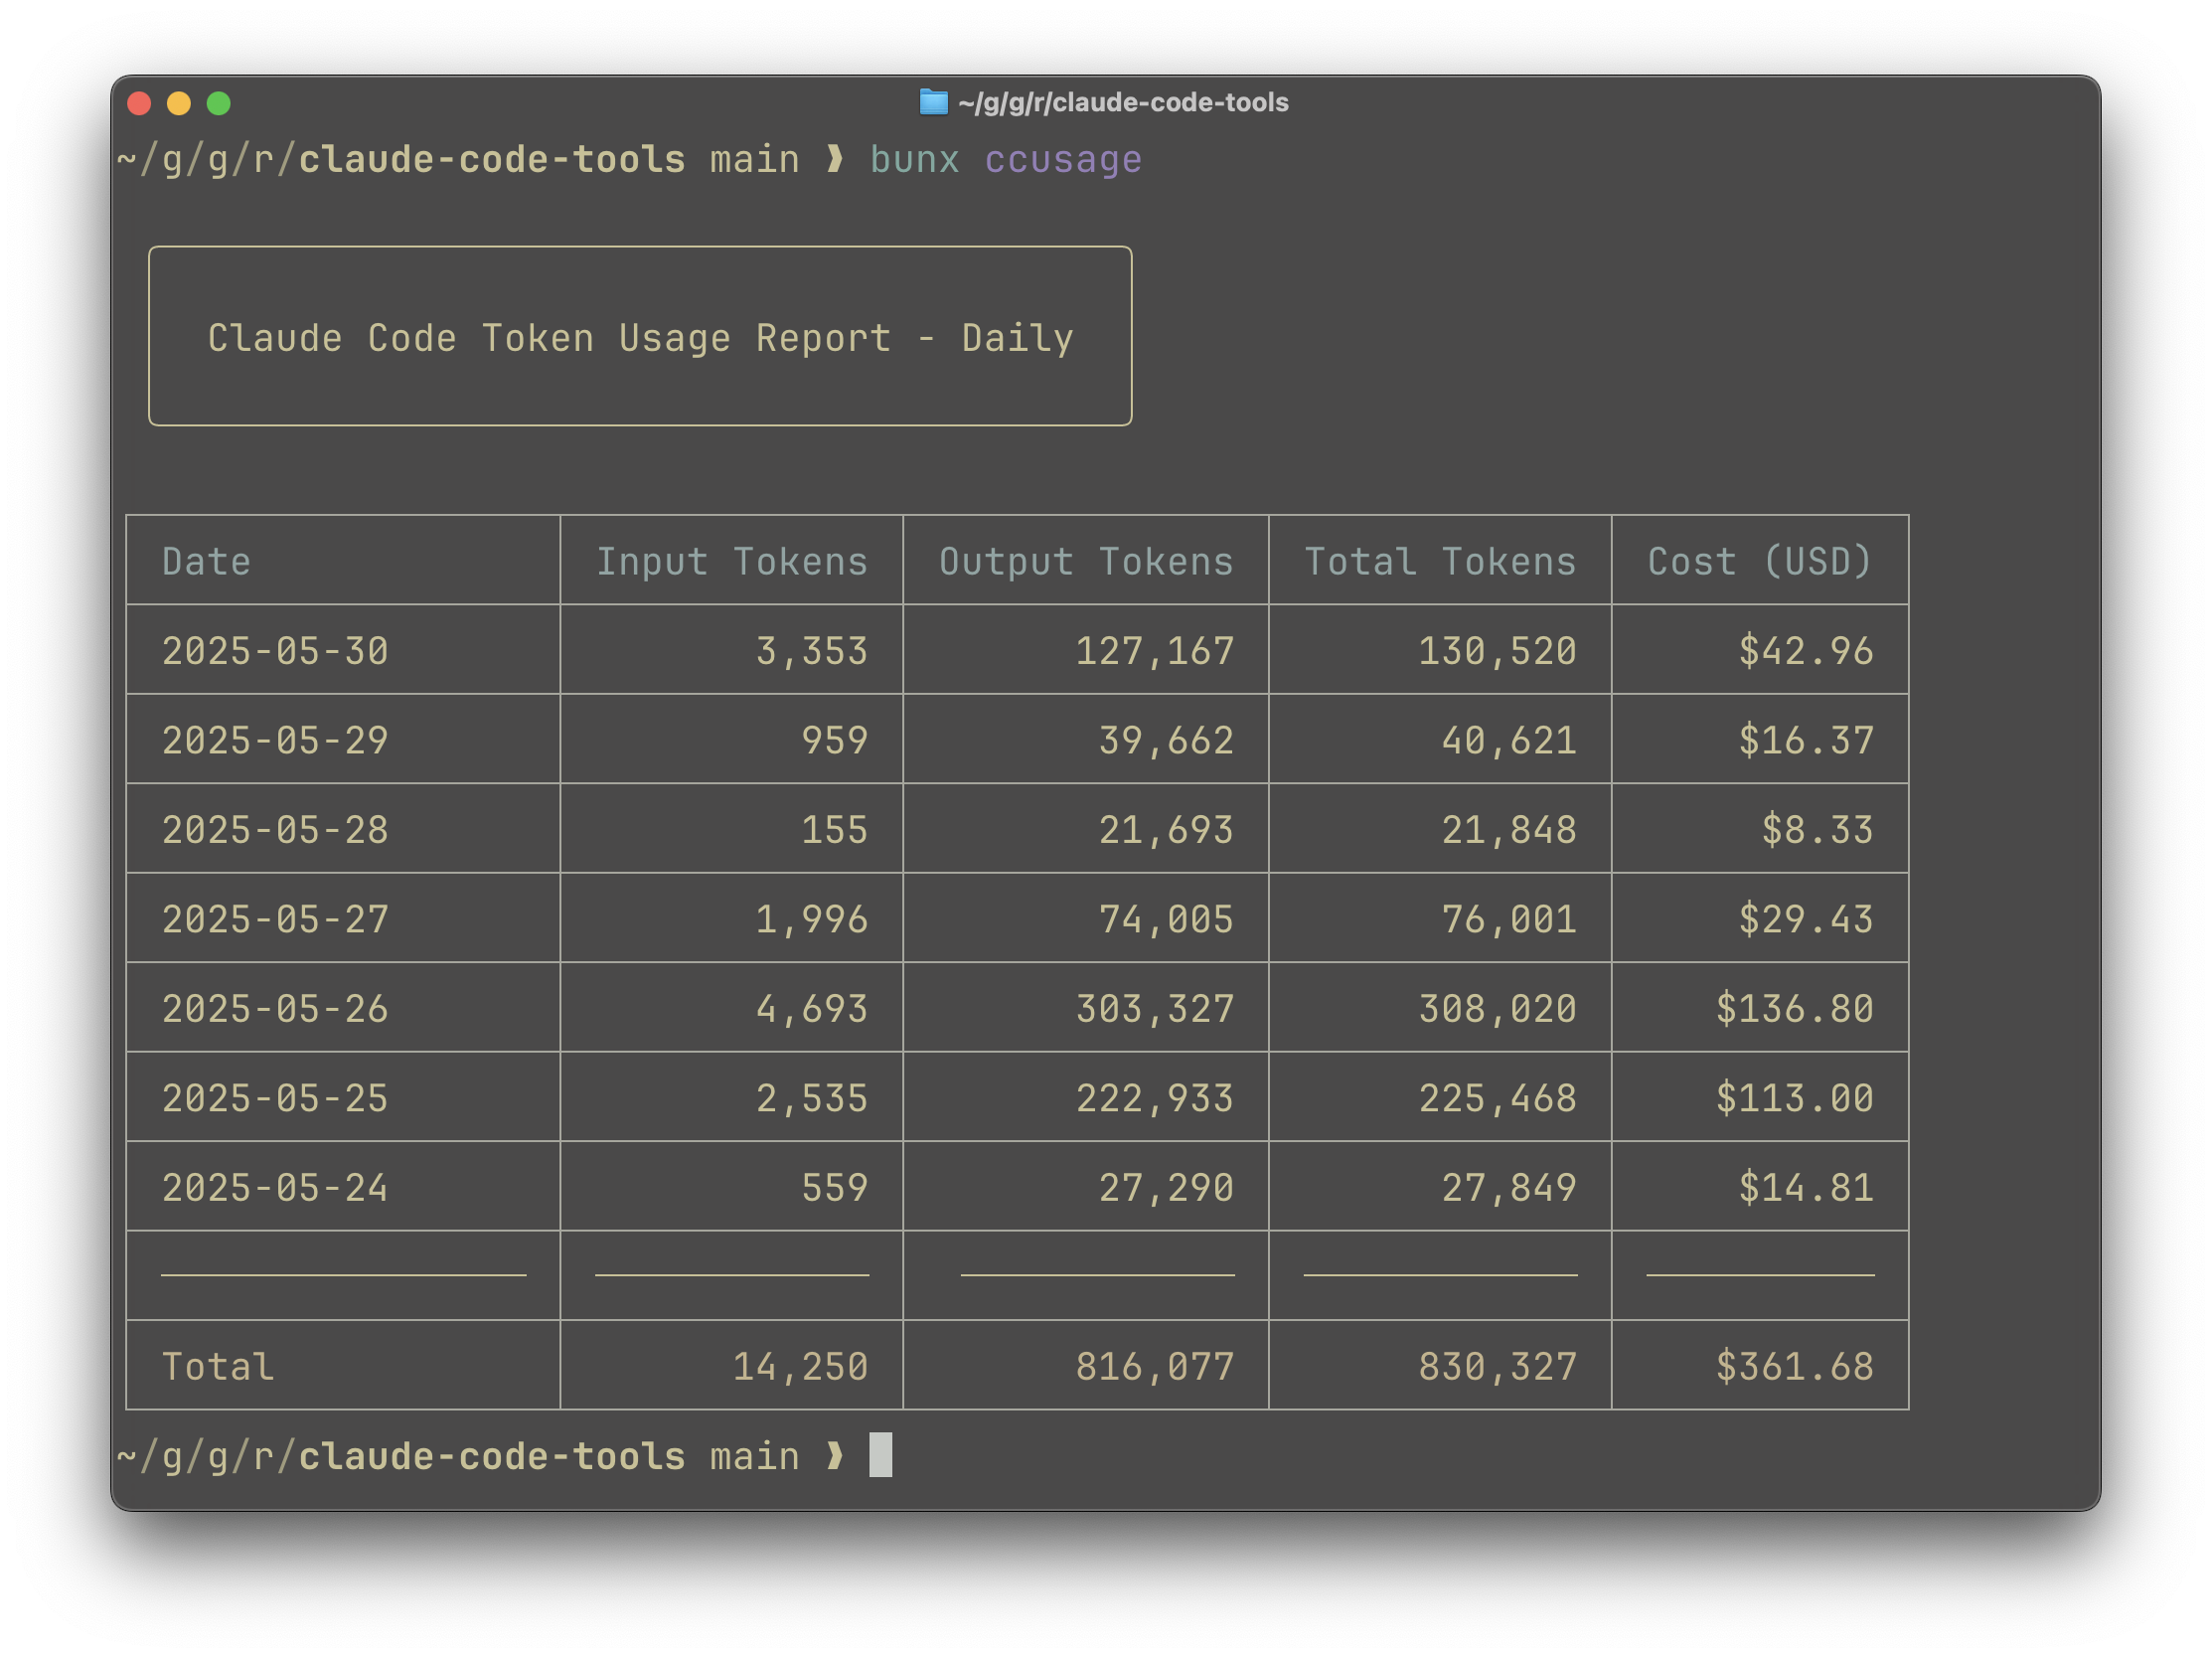 ~/g/g/r/claude-code-tools
~/g/g/r/claude-code-tools main ❱ bunx ccusage
Claude Code Token Usage Report - Daily
Date Input Tokens Output Tokens Total Tokens Cost (USD)
2025-05-30 3,353 127,167 130,520 $42.96
2025-05-29 959 39,662 40,621 $16.37
2025-05-28 155 21,693 21,848 $8.33
2025-05-27 1,996 74,005 76,001 $29.43
2025-05-26 4,693 303,327 308,020 $136.80
2025-05-25 2,535 222,933 225,468 $113.00
2025-05-24 559 27,290 27,849 $14.81
Total 14,250 816,077 830,327 $361.68
~/g/g/r/claude-code-tools main ❱